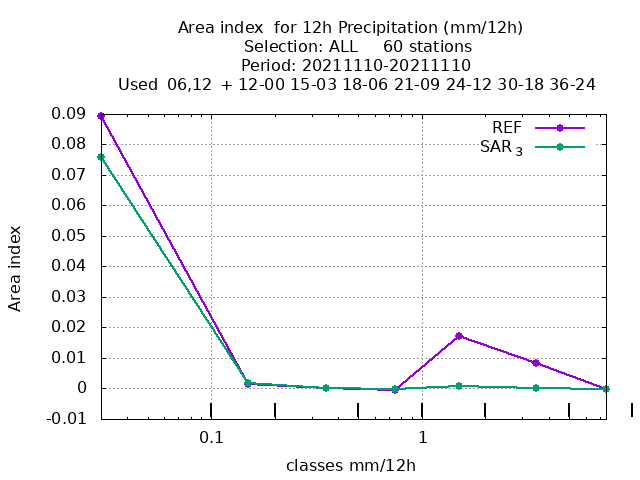 Area index  for 12h Precipitation (mm/12h)
Selection: ALL     60 stations
Period: 20211110-20211110
Used  06,12  + 12-00 15-03 18-06 21-09 24-12 30-18 36-24
0.09
REF
0.08
SAR 3
0.07
0.06
0.05
0.04
0.03
0.02
0.01
0
-0.01
Area index
0.1 1
classes mm/12h